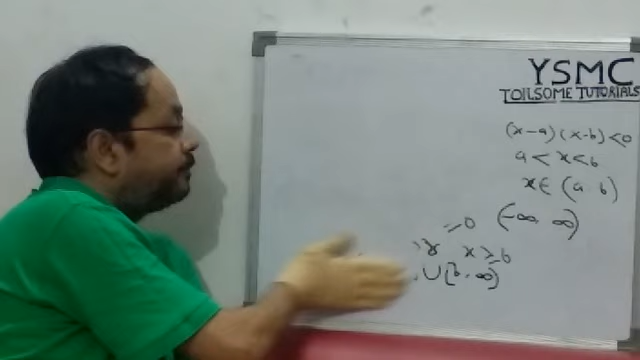 YSMC
TOILSOME TUTORIALS
(x-a)(x-b)<0
a<x<b
x∈(a b)
(-∞, ∞)
x≥b
∪[b,∞)